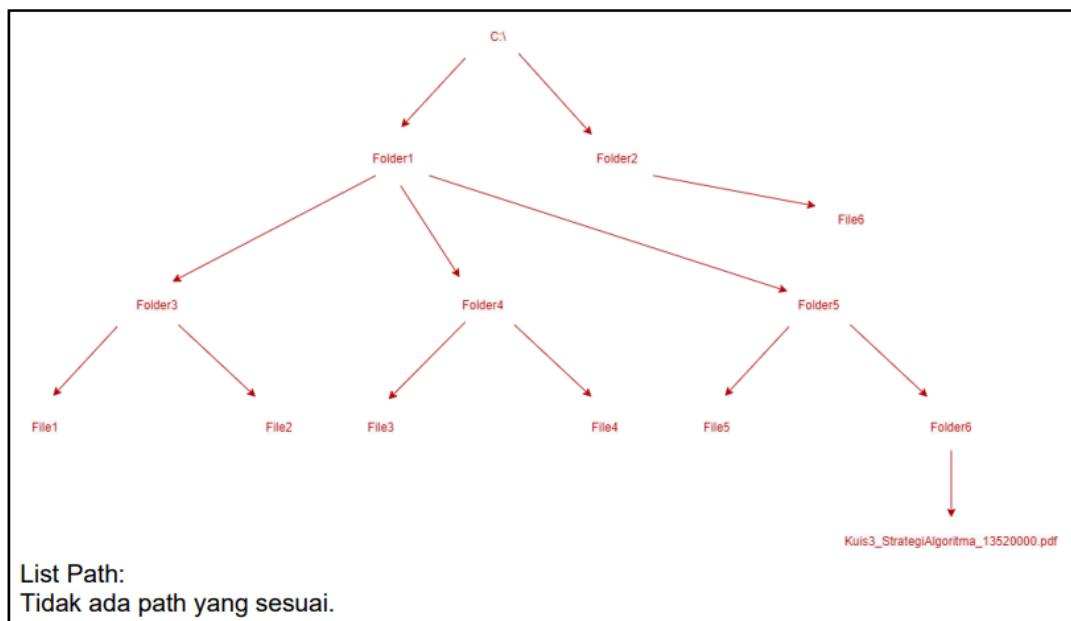 C:\
Folder1
Folder2
File6
Folder3
Folder4
Folder5
File1
File2
File3
File4
File5
Folder6
Kuis3_StrategiAlgoritma_13520000.pdf
List Path:
Tidak ada path yang sesuai.